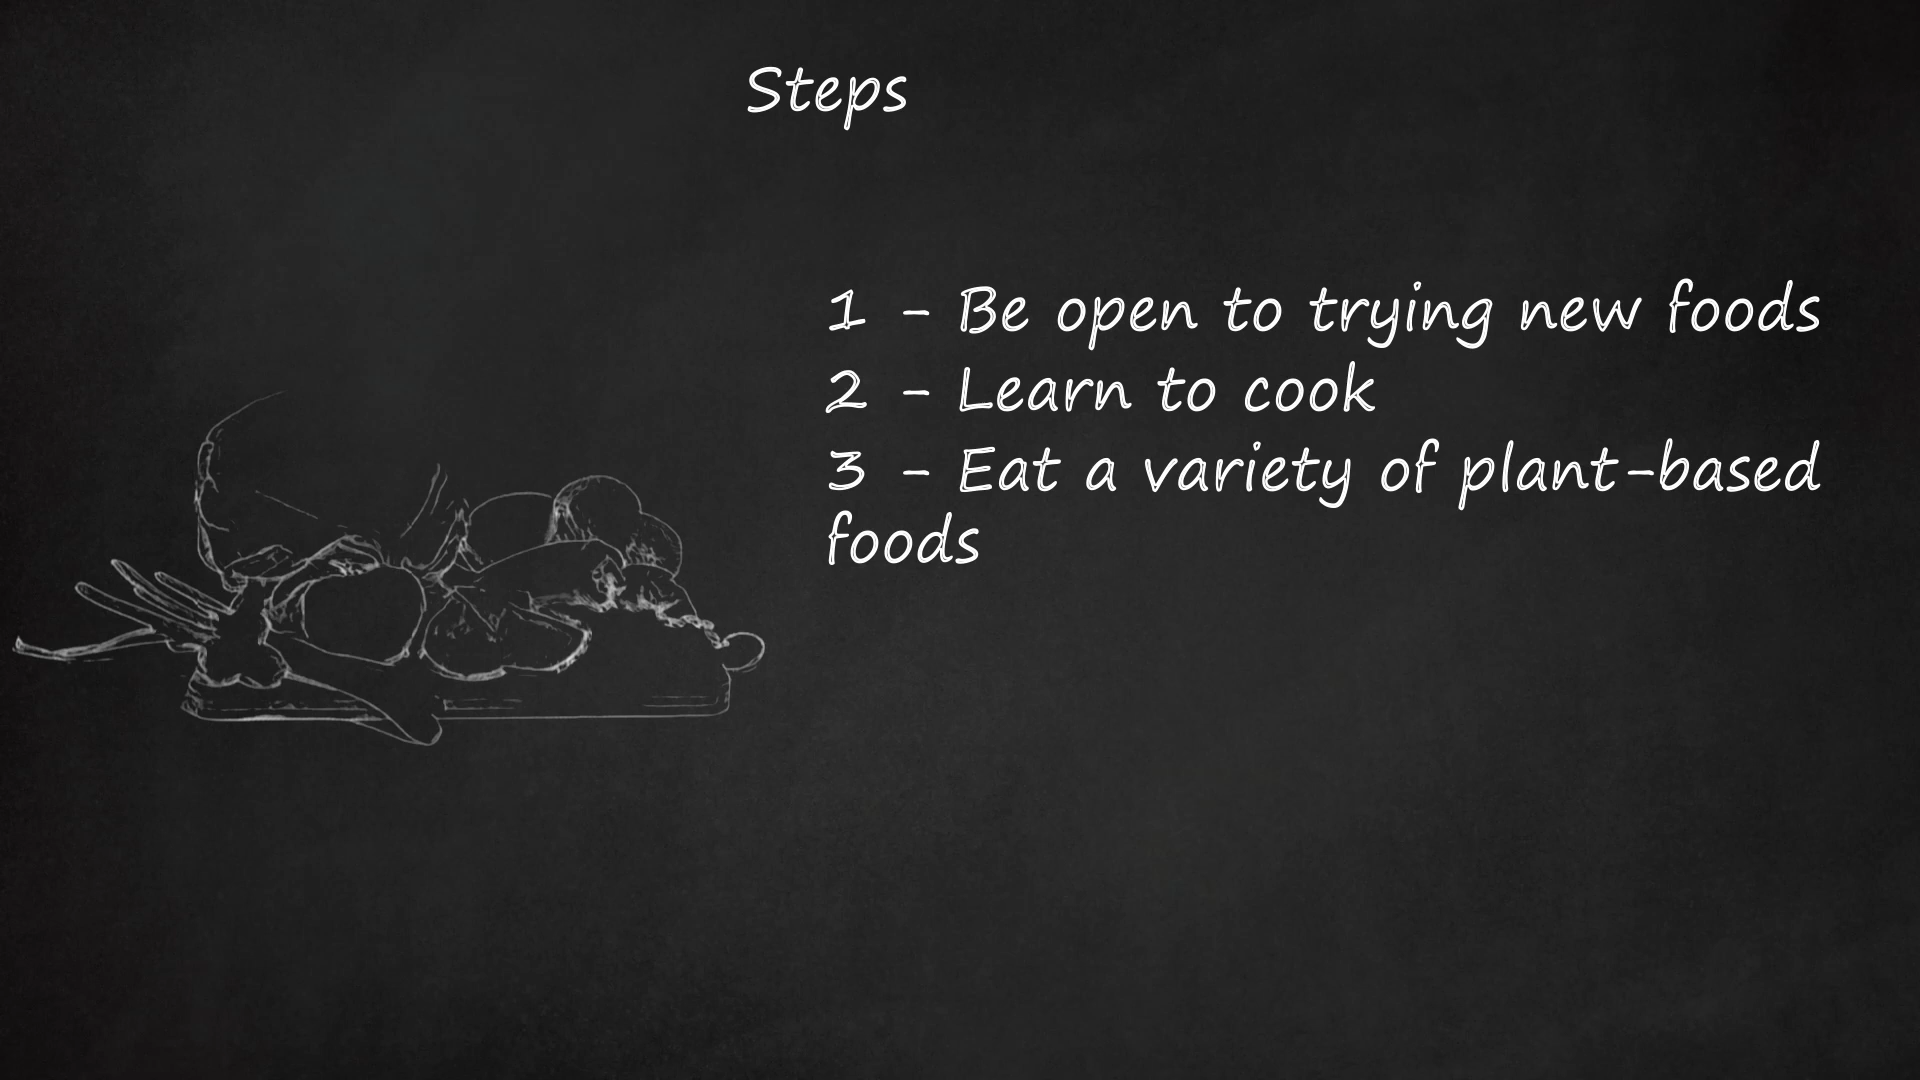 Steps
1 - Be open to trying new foods
2 - Learn to cook
3 - Eat a variety of plant-based
foods